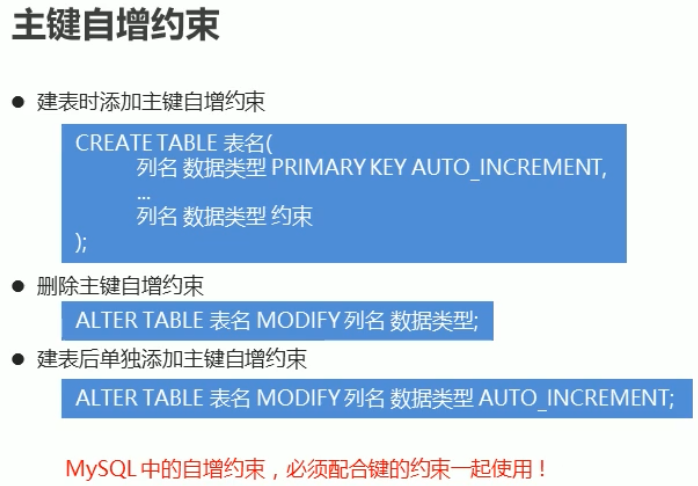 主键自增约束
● 建表时添加主键自增约束
CREATE TABLE 表名(
列名 数据类型 PRIMARY KEY AUTO_INCREMENT,
...
列名 数据类型 约束
);
● 删除主键自增约束
ALTER TABLE 表名 MODIFY 列名 数据类型;
● 建表后单独添加主键自增约束
ALTER TABLE 表名 MODIFY 列名 数据类型 AUTO_INCREMENT;
MySQL 中的自增约束，必须配合键的约束一起使用！